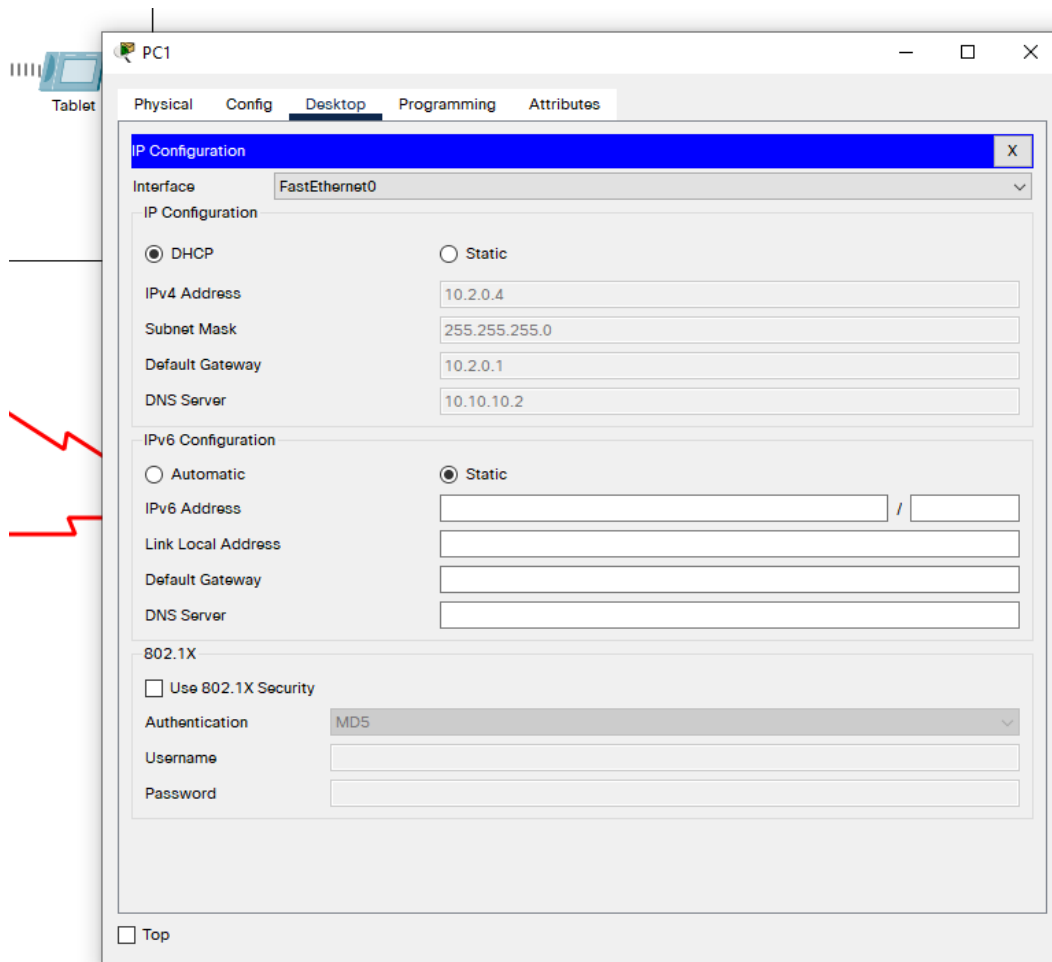 PC1
Tablet
Physical Config Desktop Programming Attributes
IP Configuration X
Interface FastEthernet0
IP Configuration
DHCP Static
IPv4 Address 10.2.0.4
Subnet Mask 255.255.255.0
Default Gateway 10.2.0.1
DNS Server 10.10.10.2
IPv6 Configuration
Automatic Static
IPv6 Address /
Link Local Address
Default Gateway
DNS Server
802.1X
Use 802.1X Security
Authentication MD5
Username
Password
Top